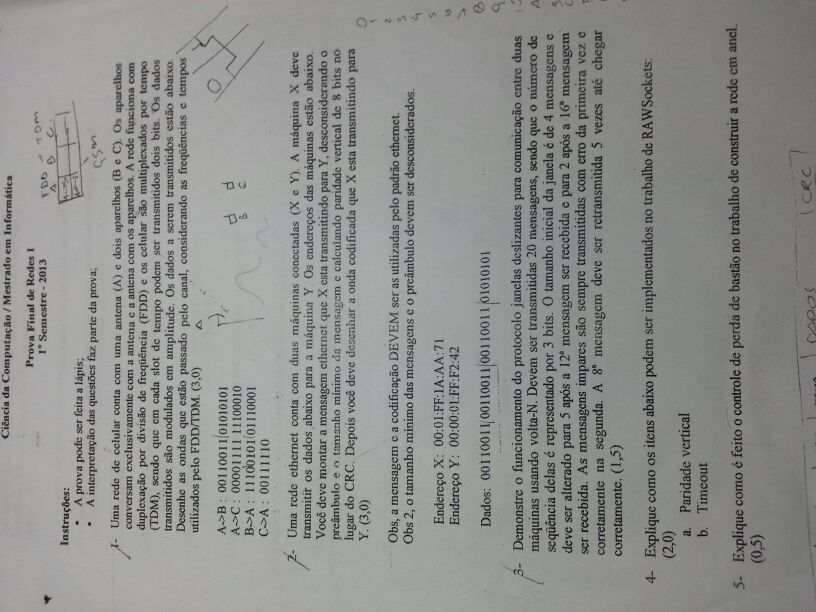 Ciência da Computação / Mestrado em Informática
Prova Final de Redes 1
1º Semestre - 2013
FDD + TDM
A B C
GSM
Instruções:
• A prova pode ser feita a lápis;
• A interpretação das questões faz parte da prova;
1- Uma rede de celular conta com uma antena (A) e dois aparelhos (B e C). Os aparelhos
conversam exclusivamente com a antena e a antena com os aparelhos. A rede funciona com
duplexação por divisão de freqüência (FDD) e os celular são multiplexados por tempo
(TDM), sendo que em cada slot de tempo podem ser transmitidos dois bits. Os dados
transmitidos são modulados em amplitude. Os dados a serem transmitidos estão abaixo.
Desenhe as ondas que estão passado pelo canal, considerando as freqüências e tempos
utilizados pelo FDD/TDM. (3,0)
A
A->B : 00110011 01010101
A->C : 00001111 11100010
B->A : 11100101 01110001
C->A : 00111110
B C
2- Uma rede ethernet conta com duas máquinas conectadas (X e Y). A máquina X deve
transmitir os dados abaixo para a máquina Y. Os endereços das máquinas estão abaixo.
Você deve montar a mensagem ethernet que X esta transmitindo para Y, desconsiderando o
preâmbulo e o tamanho mínimo da mensagem e calculando paridade vertical de 8 bits no
lugar do CRC. Depois você deve desenhar a onda codificada que X esta transmitindo para
Y. (3,0)
Obs, a mensagem e a codificação DEVEM ser as utilizadas pelo padrão ethernet.
Obs 2, o tamanho mínimo das mensagens e o preâmbulo devem ser desconsiderados.
Endereço X: 00:01:FF:1A:AA:71
Endereço Y: 00:00:01:FF:F2:42
Dados: 00110011 00110011 00110011 01010101
0
1
2
3
4
5
6
7
8
9
10
A
3- Demonstre o funcionamento do protocolo janelas deslizantes para comunicação entre duas
máquinas usando volta-N. Devem ser transmitidas 20 mensagens, sendo que o número de
seqüência delas é representado por 3 bits. O tamanho inicial da janela é de 4 mensagens e
deve ser alterado para 5 após a 12ª mensagem ser recebida e para 2 após a 16ª mensagem
ser recebida. As mensagens impares são sempre transmitidas com erro da primeira vez e
corretamente na segunda. A 8ª mensagem deve ser retransmitida 5 vezes até chegar
corretamente. (1,5)
4- Explique como os itens abaixo podem ser implementados no trabalho de RAWSockets:
(2,0)
a. Paridade vertical
b. Timeout
5- Explique como é feito o controle de perda de bastão no trabalho de construir a rede em anel.
(0,5)
DADOS CRC